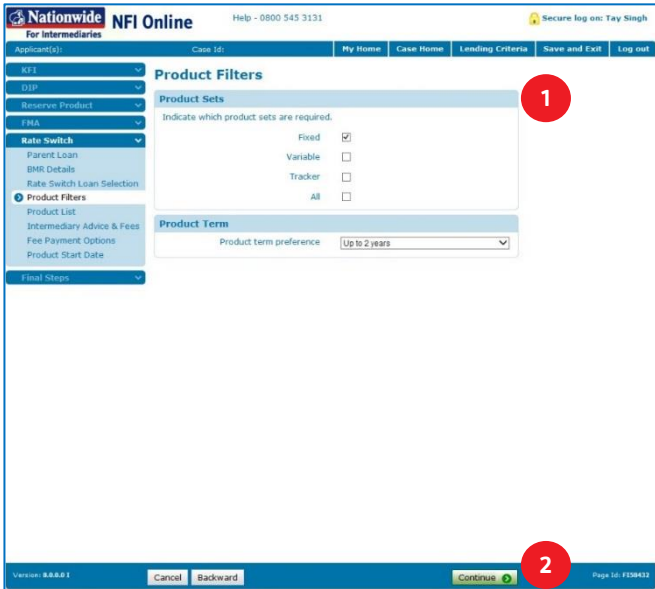 Nationwide
For Intermediaries
NFI Online
Help - 0800 545 3131
Secure log on: Tay Singh
Applicant(s):
Case Id:
My Home
Case Home
Lending Criteria
Save and Exit
Log out
KFI
DIP
Reserve Product
FMA
Rate Switch
Parent Loan
BMR Details
Rate Switch Loan Selection
Product Filters
Product List
Intermediary Advice & Fees
Fee Payment Options
Product Start Date
Final Steps
Product Filters
Product Sets
1
Indicate which product sets are required.
Fixed
Variable
Tracker
All
Product Term
Product term preference
Up to 2 years
Version: 8.0.0.0 I
Cancel
Backward
Continue
2
Page Id: FI50432